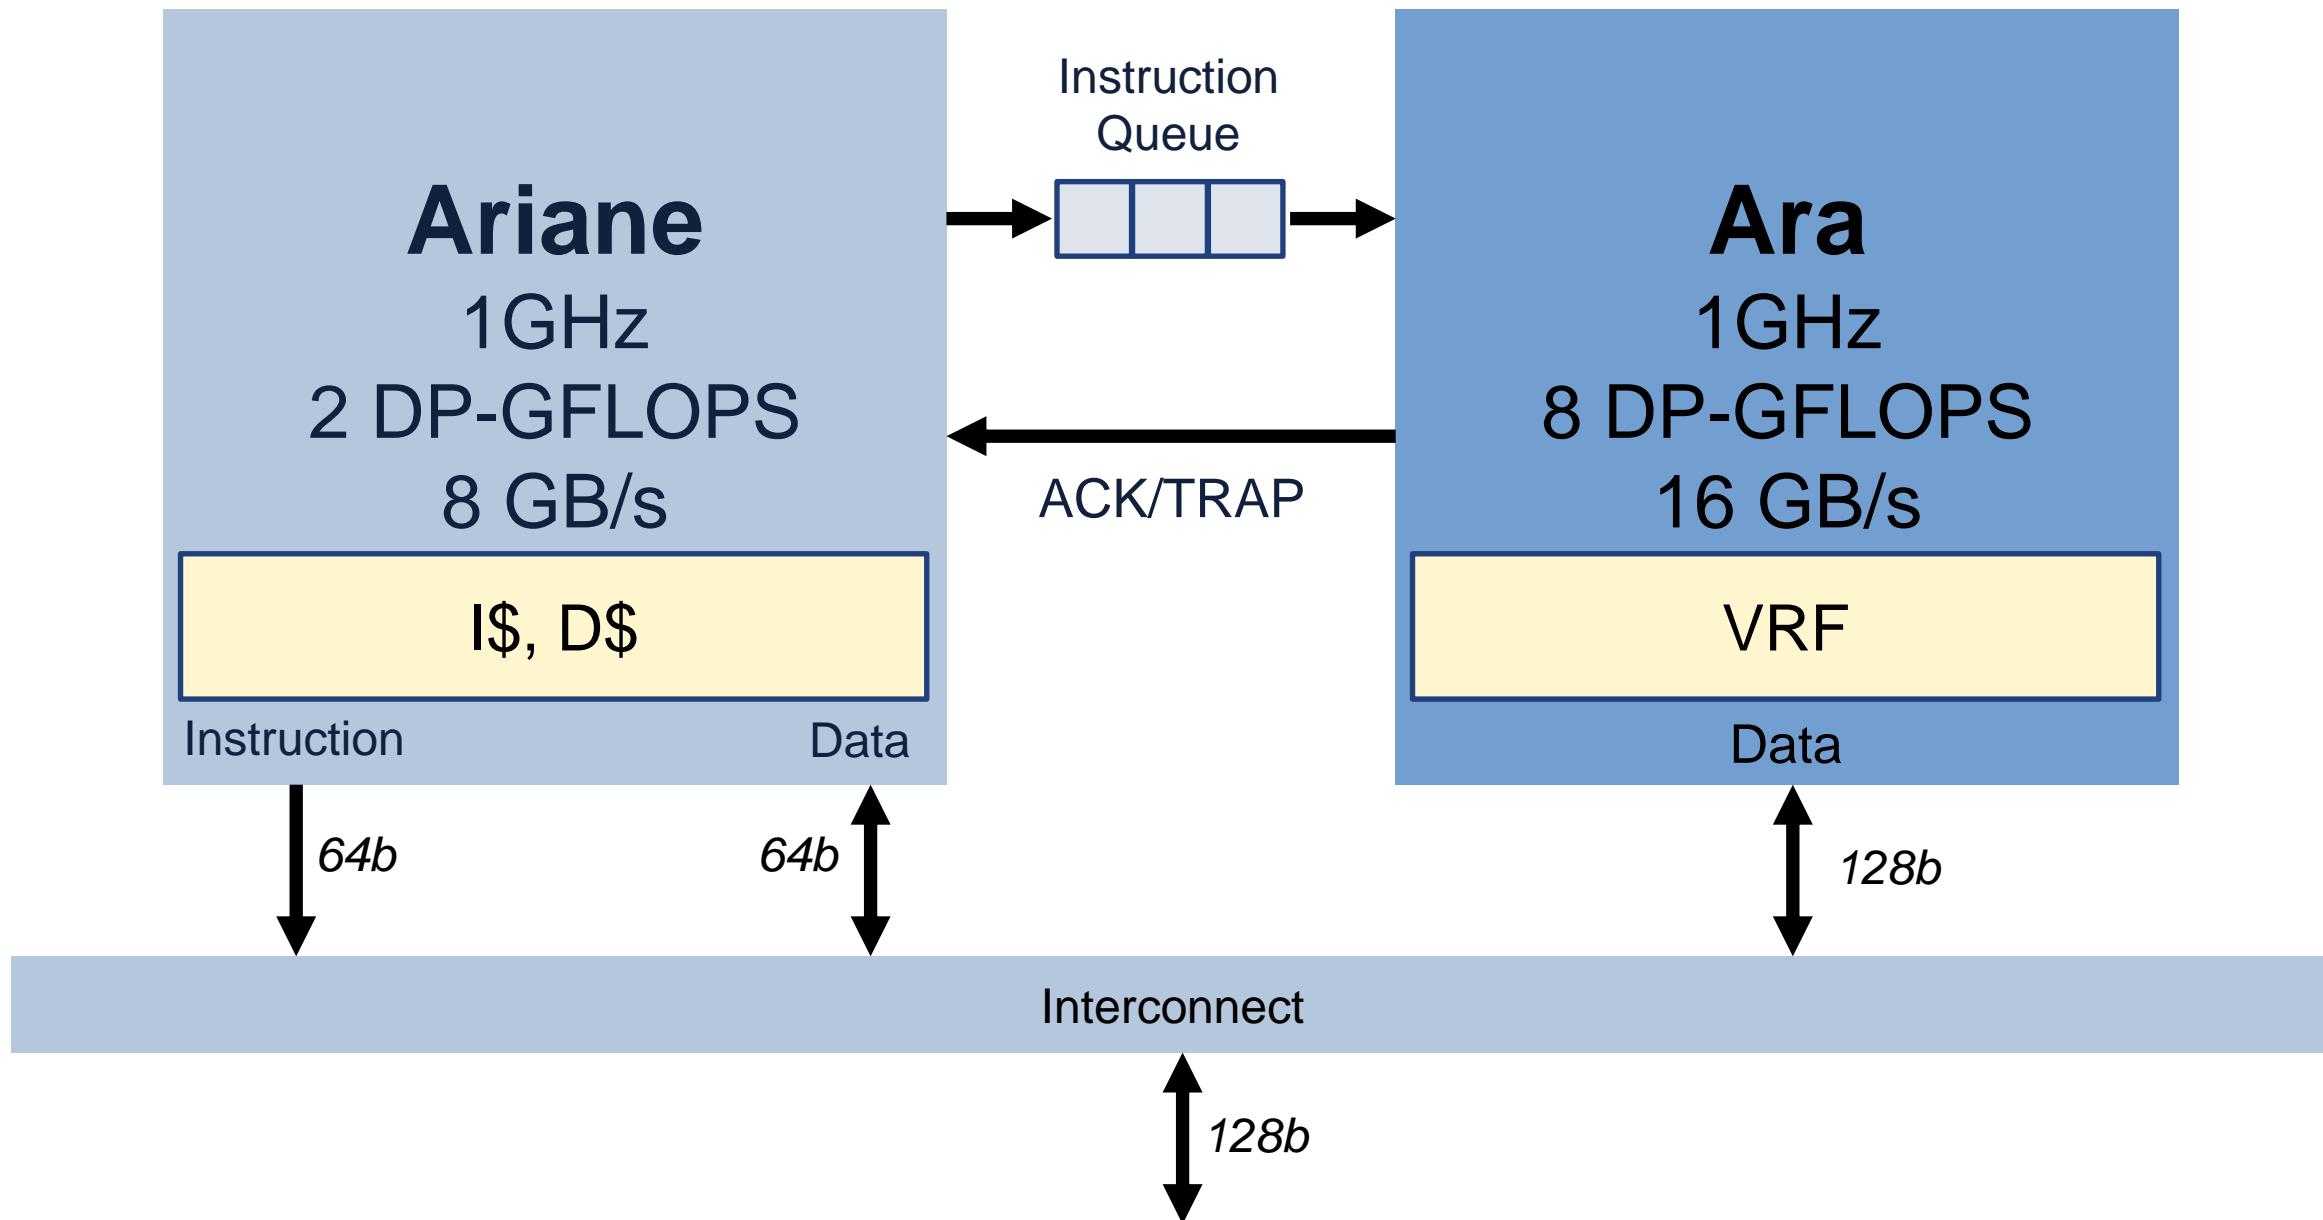 Ariane
1GHz
2 DP-GFLOPS
8 GB/s
I$, D$
Instruction
Data
Instruction
Queue
ACK/TRAP
Ara
1GHz
8 DP-GFLOPS
16 GB/s
VRF
Data
64b
64b
128b
Interconnect
128b